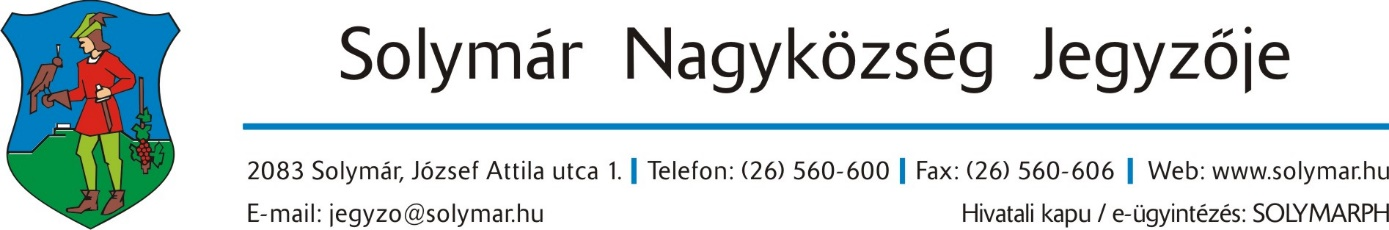 Solymár Nagyközség Jegyzője
2083 Solymár, József Attila utca 1. | Telefon: (26) 560-600 | Fax: (26) 560-606 | Web: www.solymar.hu
E-mail: jegyzo@solymar.hu Hivatali kapu / e-ügyintézés: SOLYMARPH